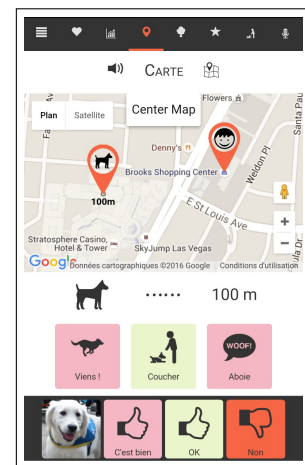 CARTE
Flowers
Santa Pau
Plan Satellite Center Map
Denny's
Weldon Pl
Brooks Shopping Center
100m
E St Louis Ave
Stratosphere Casino,
Hotel & Tower
SkyJump Las Vegas
Google Données cartographiques ©2016 Google Conditions d'utilisation
100 m
WOOF!
Viens ! Coucher Aboie
C'est bien OK Non